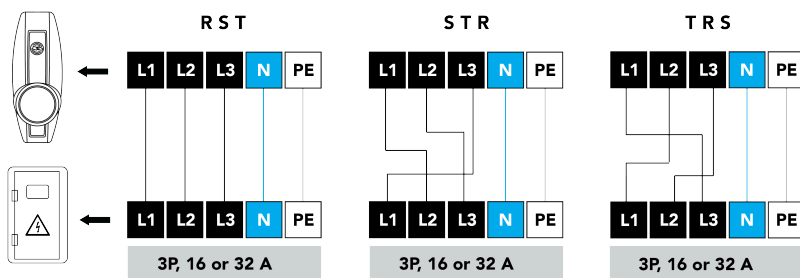 RST STR TRS
L1 L2 L3 N PE L1 L2 L3 N PE L1 L2 L3 N PE
L1 L2 L3 N PE L1 L2 L3 N PE L1 L2 L3 N PE
3P, 16 or 32 A 3P, 16 or 32 A 3P, 16 or 32 A